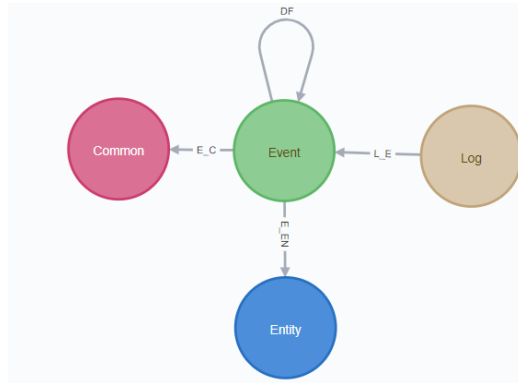 DF
Common
E_C
Event
L_E
Log
E_EN
Entity